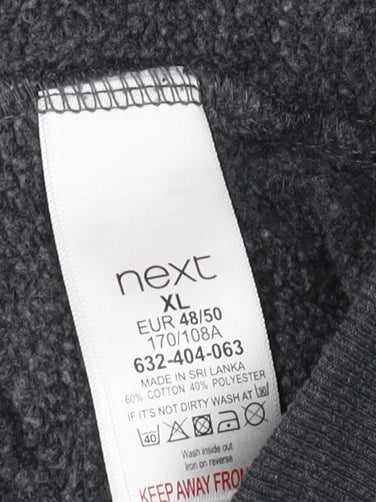 next
XL
EUR 48/50
170/108A
632-404-063
MADE IN SRI LANKA
60% COTTON 40% POLYESTER
IF IT'S NOT DIRTY WASH AT 30
40
Wash inside out
Iron on reverse
KEEP AWAY FROM